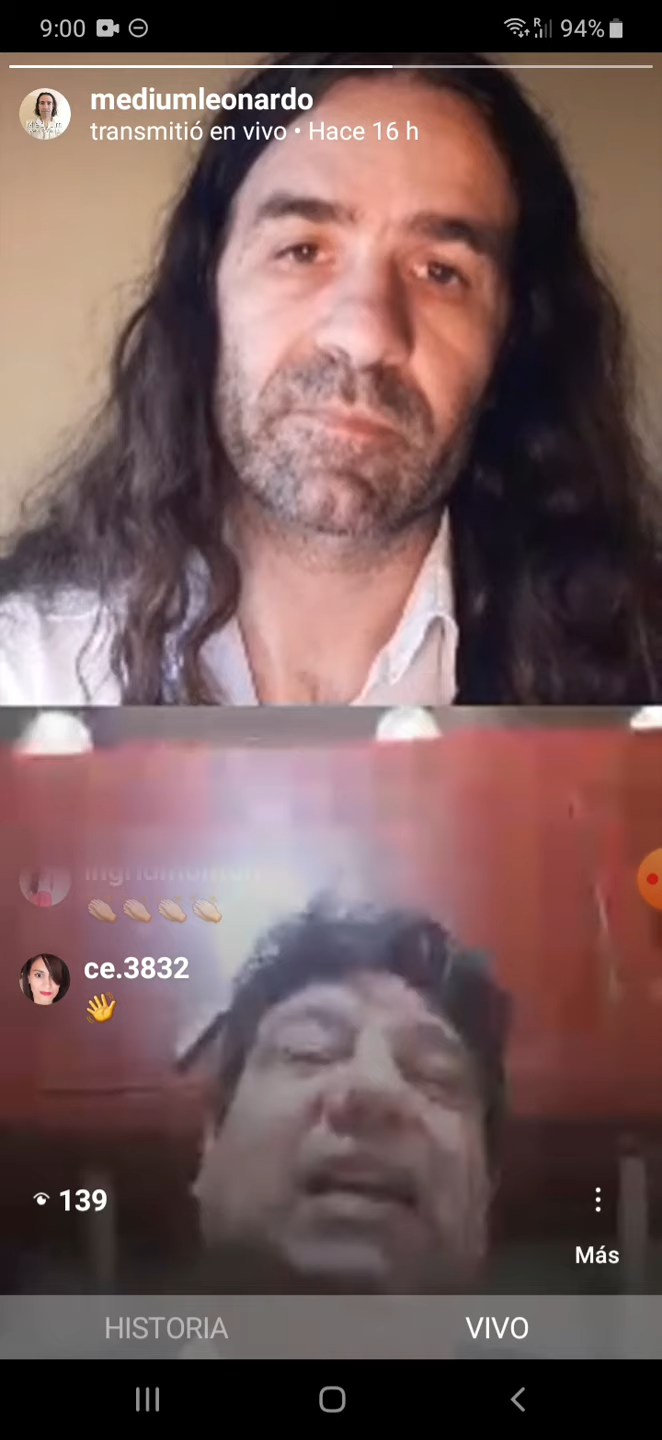 9:00
R
94%
mediumleonardo
transmitió en vivo • Hace 16 h
ce.3832
139
Más
HISTORIA
VIVO